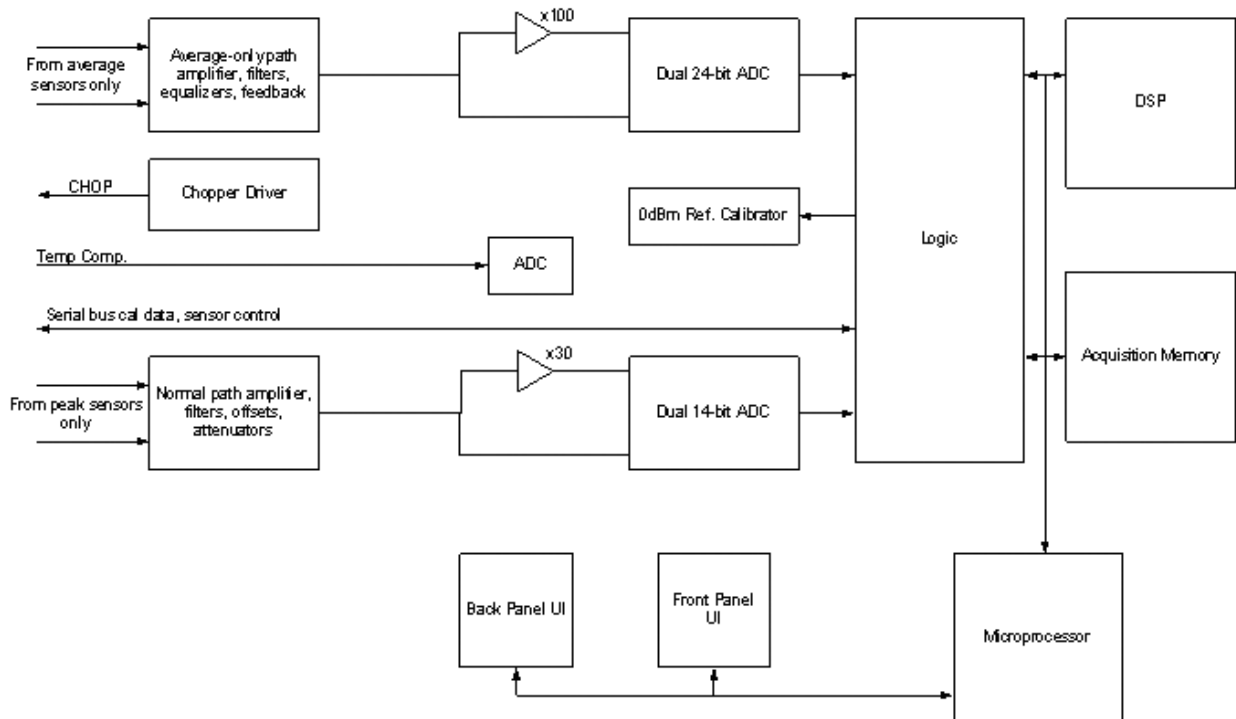 x100
From average
sensors only
Average-onlypath
amplifier, filters,
equalizers, feedback
Dual 24-bit ADC
DSP
CHOP
Chopper Driver
0dBm Ref. Calibrator
Logic
Temp Comp.
ADC
Serial bus cal data, sensor control
x30
From peak sensors
only
Normal path amplifier,
filters, offsets,
attenuators
Dual 14-bit ADC
Acquisition Memory
Back Panel UI
Front Panel
UI
Microprocessor